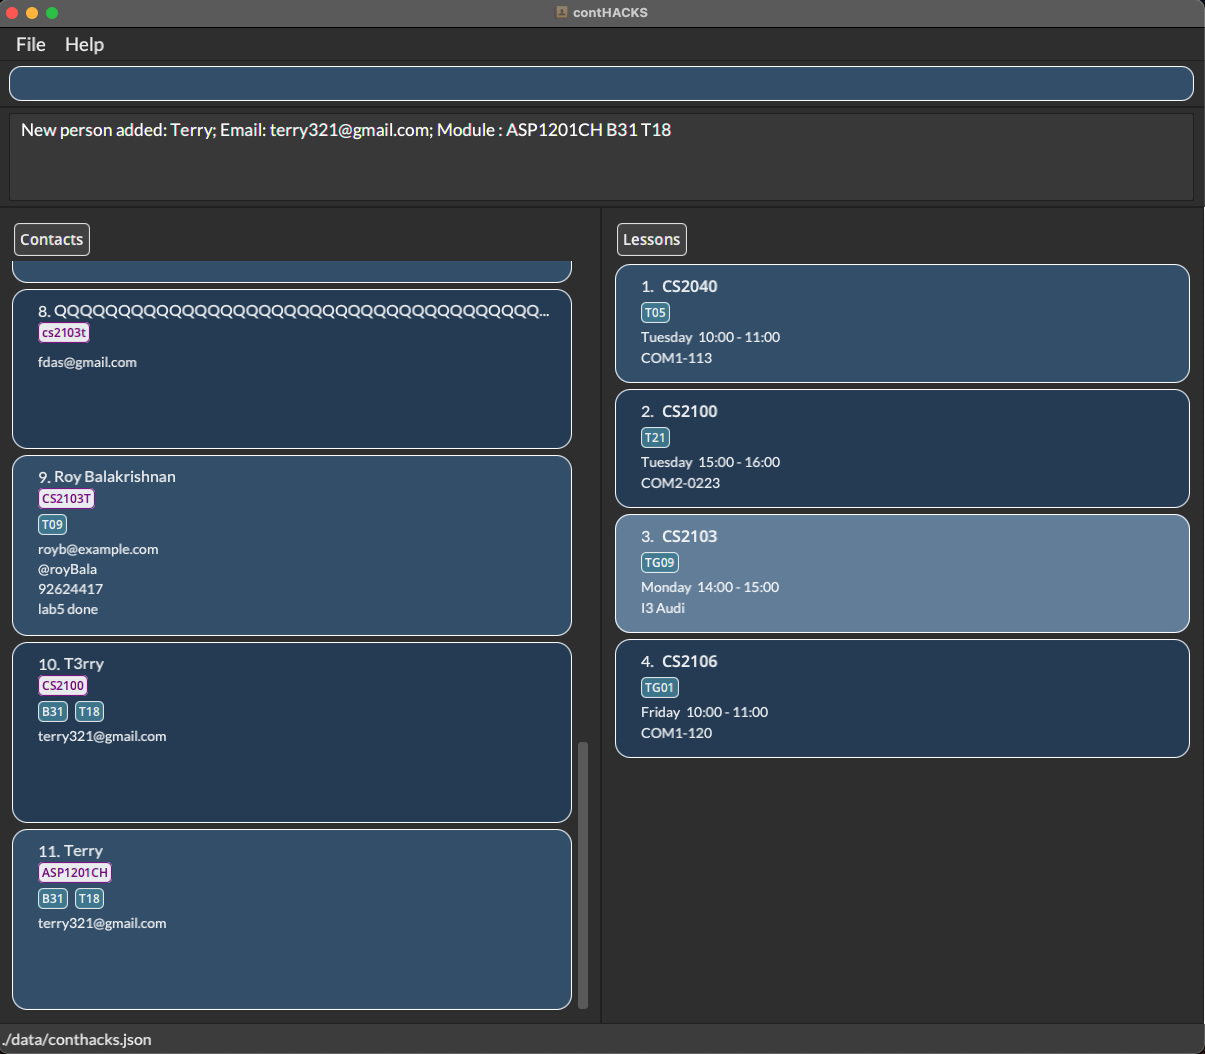 contHACKS
File Help
New person added: Terry; Email: terry321@gmail.com; Module : ASP1201CH B31 T18
Contacts
8. QQQQQQQQQQQQQQQQQQQQQQQQQQQQQQQQQQQQQQ...
cs2103t
fdas@gmail.com
9. Roy Balakrishnan
CS2103T
T09
royb@example.com
@royBala
92624417
lab5 done
10. T3rry
CS2100
B31 T18
terry321@gmail.com
11. Terry
ASP1201CH
B31 T18
terry321@gmail.com
Lessons
1. CS2040
T05
Tuesday 10:00 - 11:00
COM1-113
2. CS2100
T21
Tuesday 15:00 - 16:00
COM2-0223
3. CS2103
TG09
Monday 14:00 - 15:00
I3 Audi
4. CS2106
TG01
Friday 10:00 - 11:00
COM1-120
./data/conthacks.json